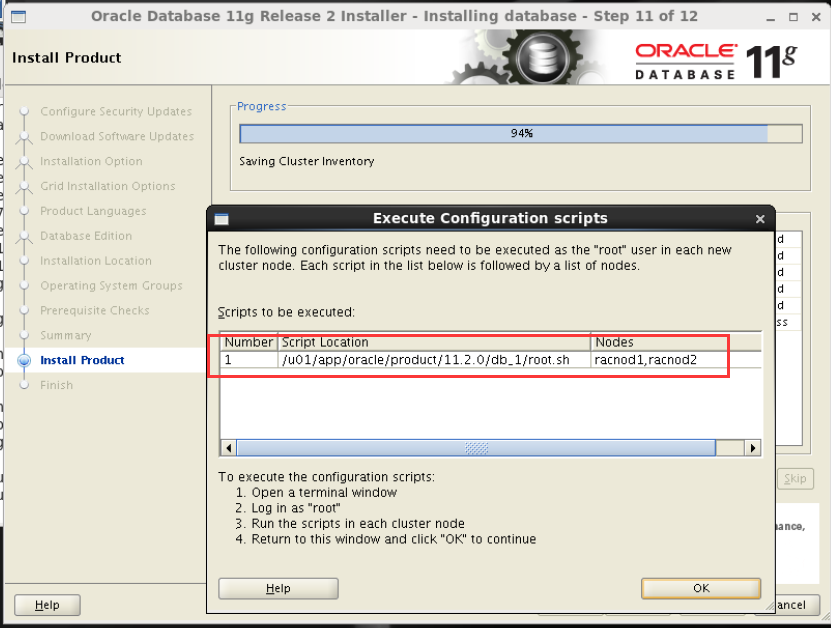 Oracle Database 11g Release 2 Installer - Installing database - Step 11 of 12
Install Product
ORACLE
DATABASE
11g
Configure Security Updates
Download Software Updates
Installation Option
Grid Installation Options
Product Languages
Database Edition
Installation Location
Operating System Groups
Prerequisite Checks
Summary
Install Product
Finish
Progress
94%
Saving Cluster Inventory
Execute Configuration scripts
The following configuration scripts need to be executed as the "root" user in each new
cluster node. Each script in the list below is followed by a list of nodes.
Scripts to be executed:
Number Script Location Nodes
1 /u01/app/oracle/product/11.2.0/db_1/root.sh racnod1,racnod2
To execute the configuration scripts:
1. Open a terminal window
2. Log in as "root"
3. Run the scripts in each cluster node
4. Return to this window and click "OK" to continue
Help
OK
Skip
Help